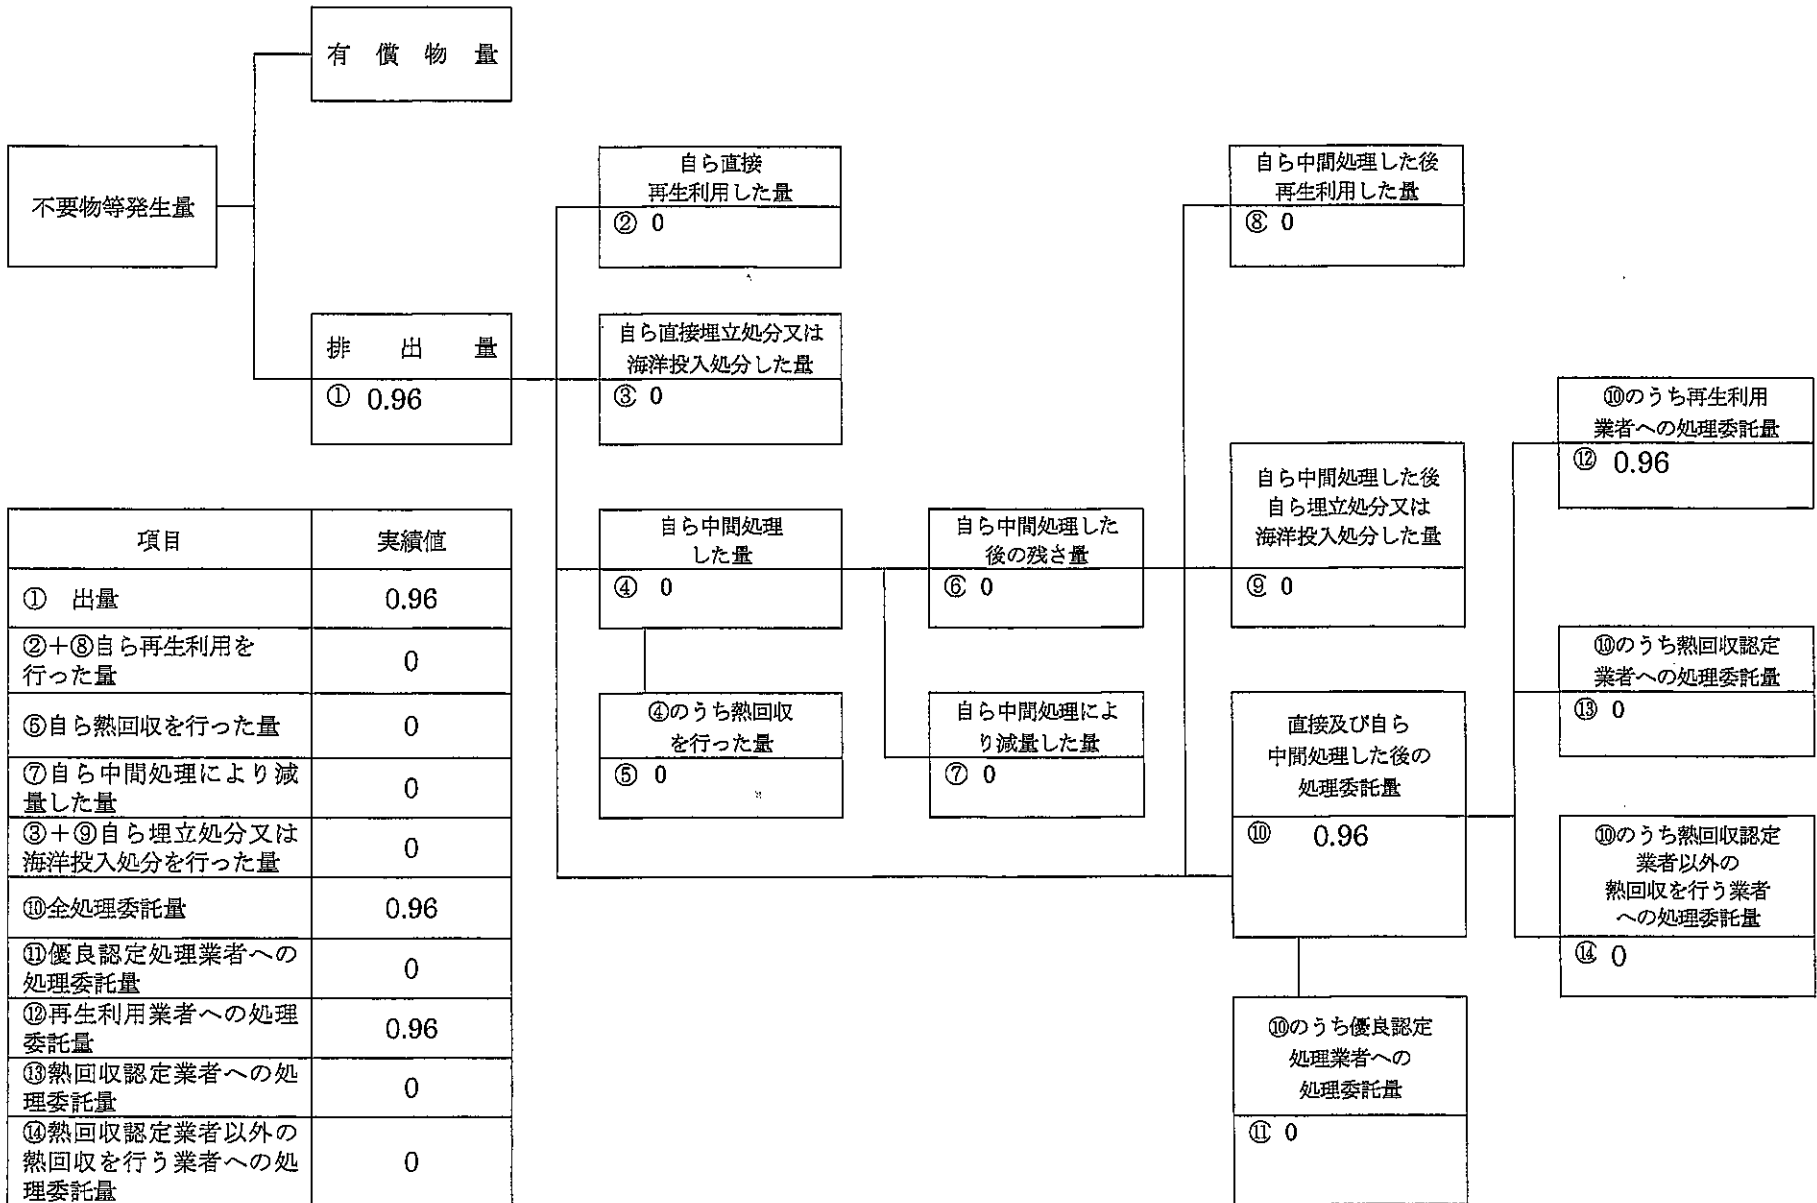 有償物量
不要物等発生量
排出量
① 0.96
自ら直接
再生利用した量
② 0
自ら直接埋立処分又は
海洋投入処分した量
③ 0
自ら中間処理
した量
④ 0
④のうち熱回収
を行った量
⑤ 0
自ら中間処理した
後の残さ量
⑥ 0
自ら中間処理によ
り減量した量
⑦ 0
自ら中間処理した後
再生利用した量
⑧ 0
自ら中間処理した後
自ら埋立処分又は
海洋投入処分した量
⑨ 0
直接及び自ら
中間処理した後の
処理委託量
⑩ 0.96
⑩のうち優良認定
処理業者への
処理委託量
⑪ 0
⑩のうち再生利用
業者への処理委託量
⑫ 0.96
⑩のうち熱回収認定
業者への処理委託量
⑬ 0
⑩のうち熱回収認定
業者以外の
熱回収を行う業者
への処理委託量
⑭ 0
項目 実績値
① 出量 0.96
②+⑧自ら再生利用を
行った量 0
⑤自ら熱回収を行った量 0
⑦自ら中間処理により減
量した量 0
③+⑨自ら埋立処分又は
海洋投入処分を行った量 0
⑩全処理委託量 0.96
⑪優良認定処理業者への
処理委託量 0
⑫再生利用業者への処理
委託量 0.96
⑬熱回収認定業者への処
理委託量 0
⑭熱回収認定業者以外の
熱回収を行う業者への処
理委託量 0